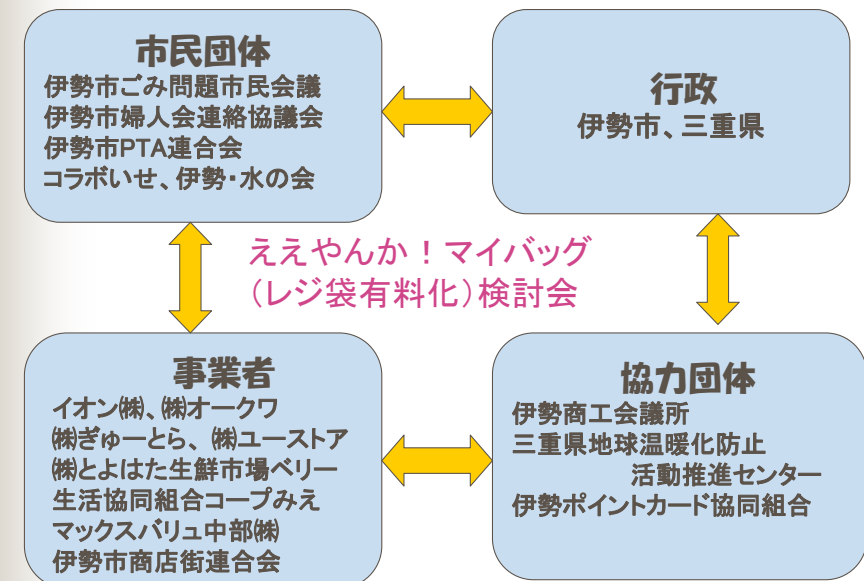 市民団体
伊勢市ごみ問題市民会議
伊勢市婦人会連絡協議会
伊勢市PTA連合会
コラボいせ、伊勢・水の会
行政
伊勢市、三重県
ええやんか！マイバッグ
（レジ袋有料化）検討会
事業者
イオン㈱、㈱オークワ
㈱ぎゅーとら、㈱ユーストア
㈱とよはた生鮮市場ベリー
生活協同組合コープみえ
マックスバリュ中部㈱
伊勢市商店街連合会
協力団体
伊勢商工会議所
三重県地球温暖化防止
活動推進センター
伊勢ポイントカード協同組合